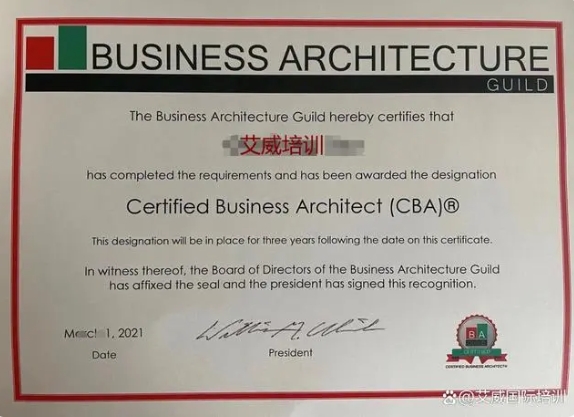 BUSINESS ARCHITECTURE
GUILD
The Business Architecture Guild hereby certifies that
艾威培训
has completed the requirements and has been awarded the designation
Certified Business Architect (CBA)®
This designation will be in place for three years following the date on this certificate.
In witness thereof, the Board of Directors of the Business Architecture Guild
has affixed the seal and the president has signed this recognition.
1, 2021
Date
President
BA
CERTIFIED BUSINESS ARCHITECT®
艾威国际培训